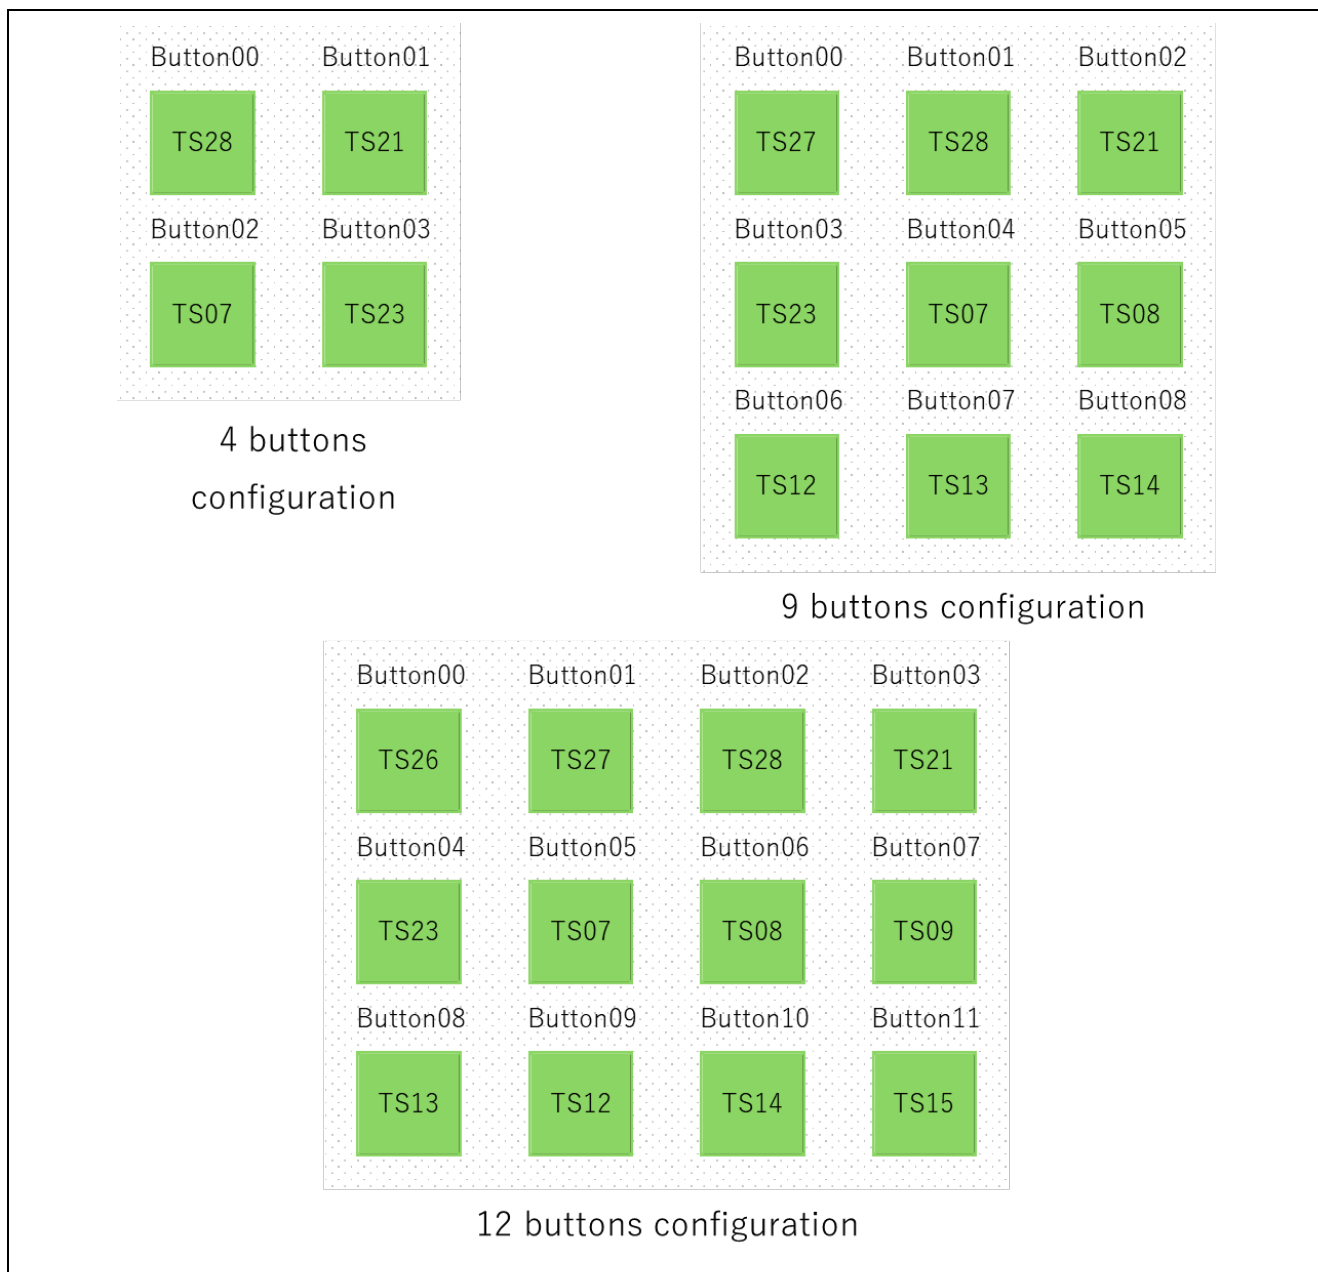 Button00 Button01
TS28 TS21
Button02 Button03
TS07 TS23
4 buttons
configuration
Button00 Button01 Button02
TS27 TS28 TS21
Button03 Button04 Button05
TS23 TS07 TS08
Button06 Button07 Button08
TS12 TS13 TS14
9 buttons configuration
Button00 Button01 Button02 Button03
TS26 TS27 TS28 TS21
Button04 Button05 Button06 Button07
TS23 TS07 TS08 TS09
Button08 Button09 Button10 Button11
TS13 TS12 TS14 TS15
12 buttons configuration